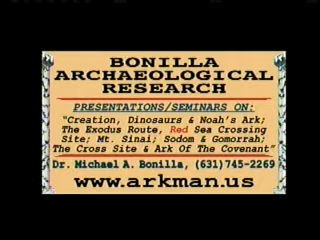 BONILLA
ARCHAEOLOGICAL
RESEARCH
PRESENTATIONS/SEMINARS ON:
"Creation, Dinosaurs & Noah's Ark;
The Exodus Route, Red Sea Crossing
Site; Mt. Sinai; Sodom & Gomorrah;
The Cross Site & Ark Of The Covenant"
Dr. Michael A. Bonilla, (631)745-2269
www.arkman.us